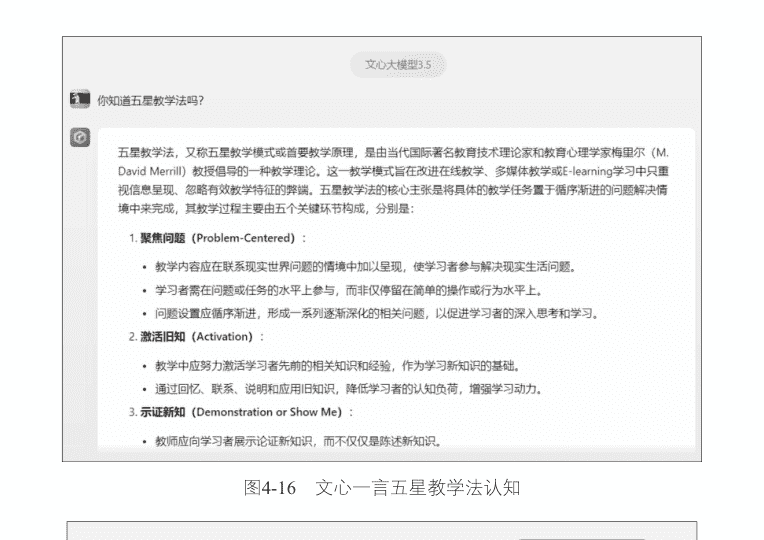 文心大模型3.5
你知道五星教学法吗?
五星教学法，又称五星教学模式或首要教学原理，是由当代国际著名教育技术理论家和教育心理学家梅里尔（M.
David Merrill）教授倡导的一种教学理论。这一教学模式旨在改进在线教学、多媒体教学或E-learning学习中只重
视信息呈现、忽略有效教学特征的弊端。五星教学法的核心主张是将具体的教学任务置于循序渐进的问题解决情
境中来完成，其教学过程主要由五个关键环节构成，分别是：
1. 聚焦问题（Problem-Centered）：
• 教学内容应在联系现实世界问题的情境中加以呈现，使学习者参与解决现实生活问题。
• 学习者需在问题或任务的水平上参与，而非仅停留在简单的操作或行为水平上。
• 问题设置应循序渐进，形成一系列逐渐深化的相关问题，以促进学习者的深入思考和学习。
2. 激活旧知（Activation）：
• 教学中应努力激活学习者先前的相关知识和经验，作为学习新知识的基础。
• 通过回忆、联系、说明和应用旧知识，降低学习者的认知负荷，增强学习动力。
3. 示证新知（Demonstration or Show Me）：
• 教师应向学习者展示论证新知识，而不仅仅是陈述新知识。
图4-16 文心一言五星教学法认知